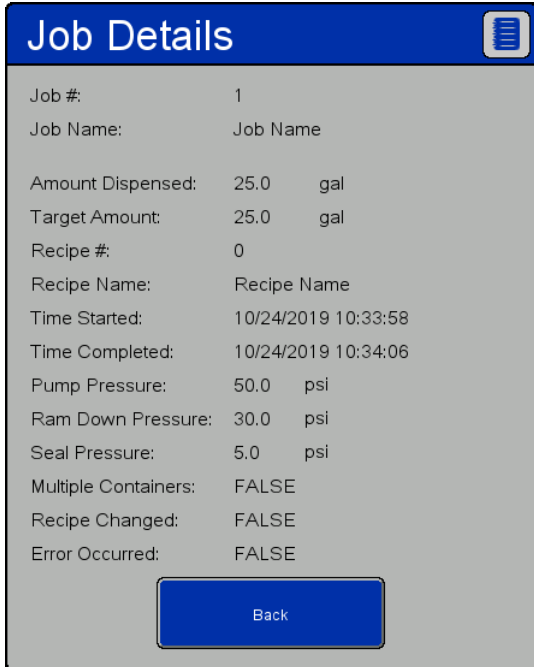 Job Details
Job #: 1
Job Name: Job Name
Amount Dispensed: 25.0 gal
Target Amount: 25.0 gal
Recipe #: 0
Recipe Name: Recipe Name
Time Started: 10/24/2019 10:33:58
Time Completed: 10/24/2019 10:34:06
Pump Pressure: 50.0 psi
Ram Down Pressure: 30.0 psi
Seal Pressure: 5.0 psi
Multiple Containers: FALSE
Recipe Changed: FALSE
Error Occurred: FALSE
Back